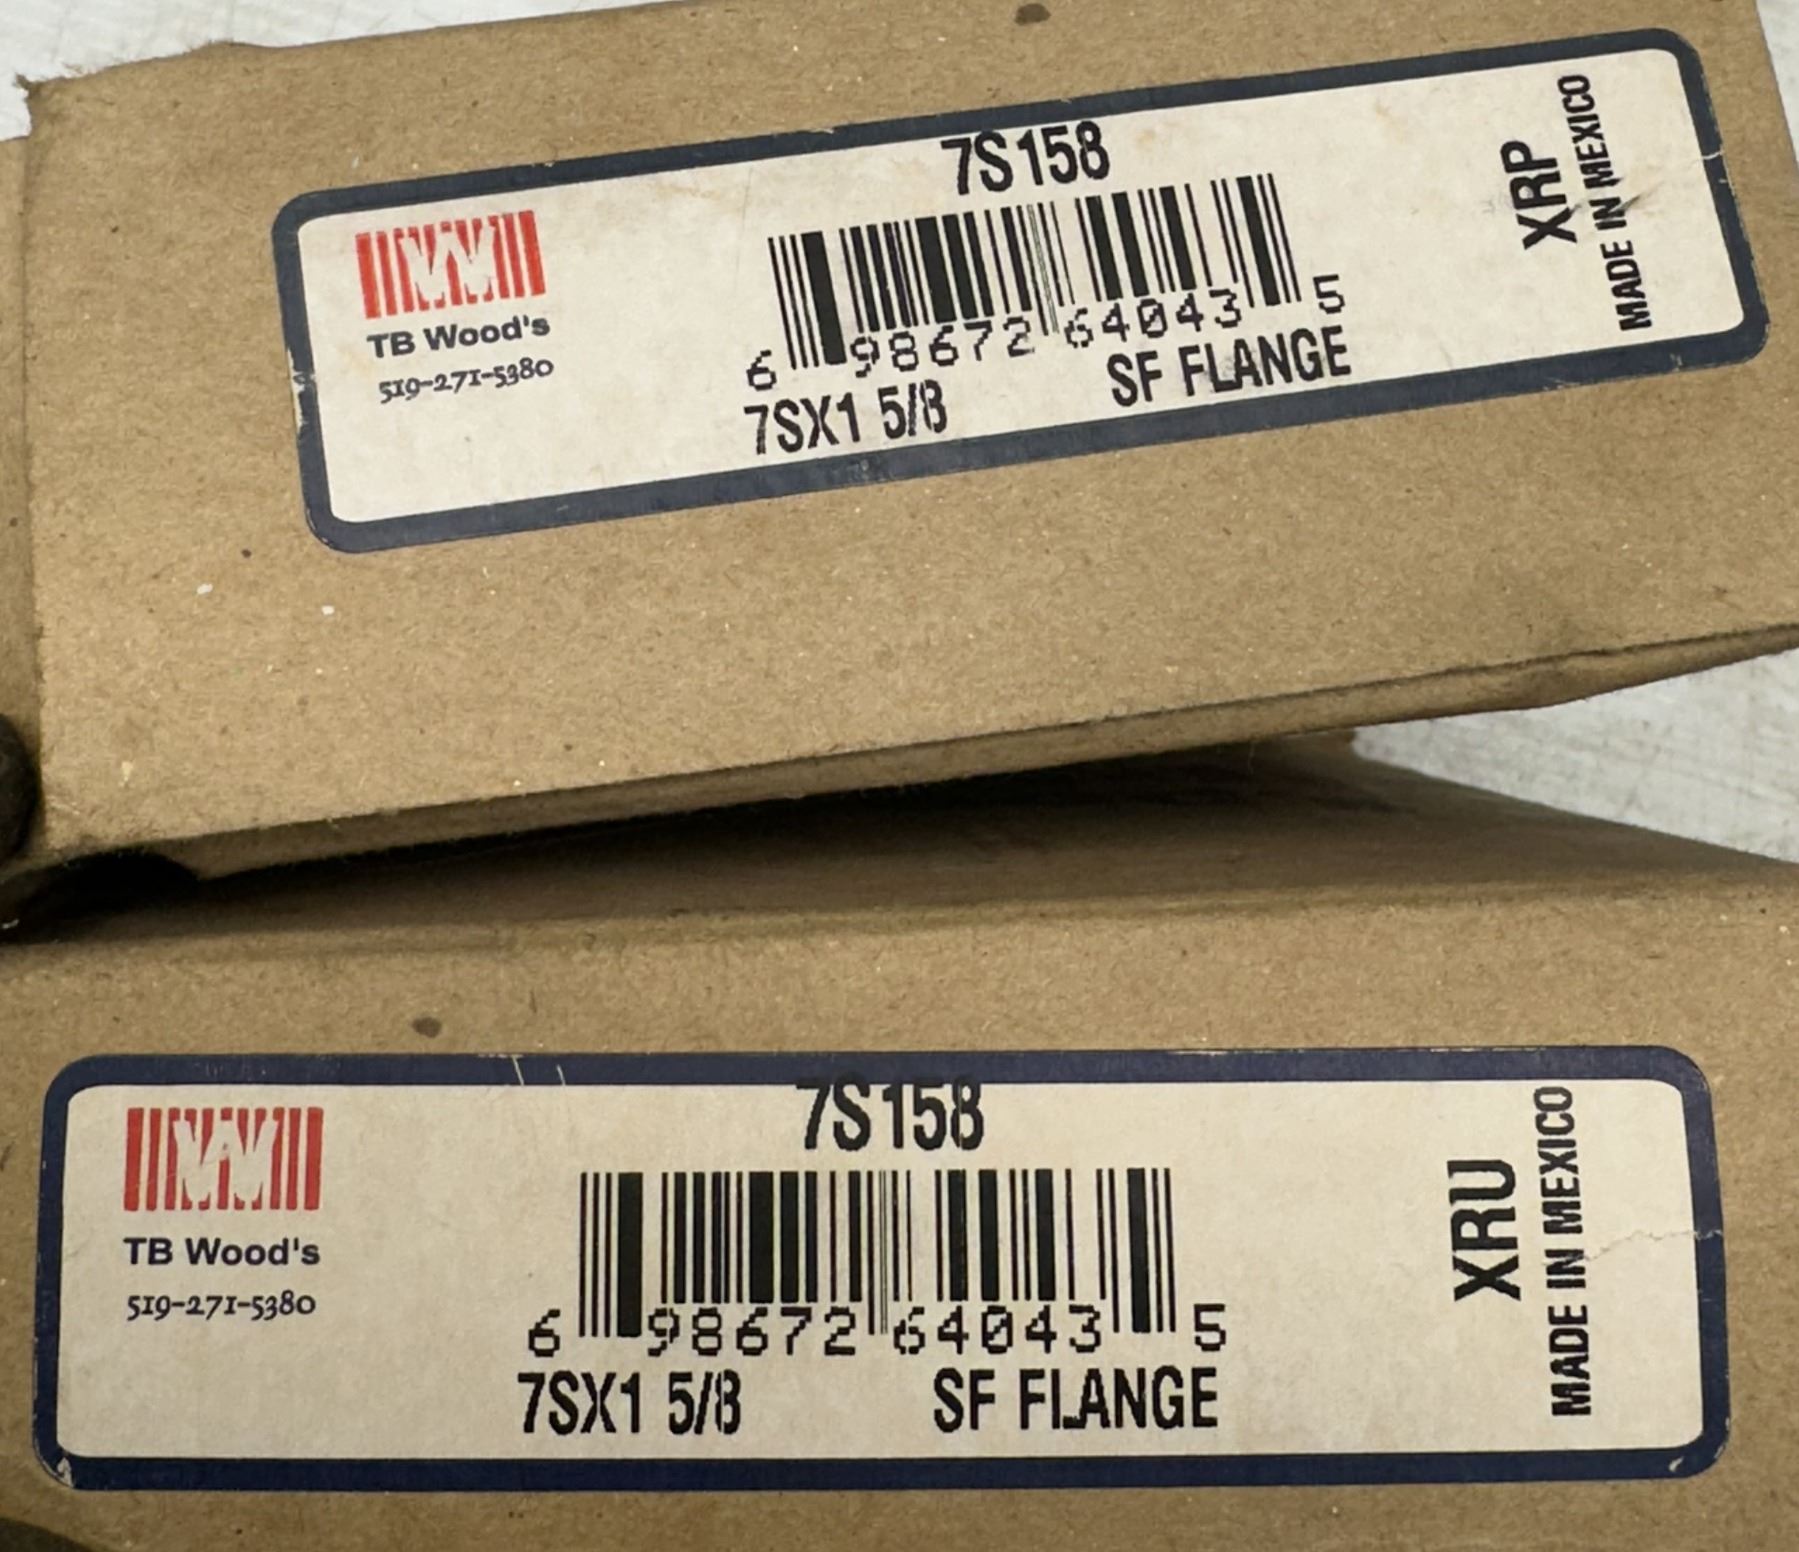 7S158
TB Wood's
519-271-5380
6 98672 64043 5
7SX1 5/8 SF FLANGE
XRP
MADE IN MEXICO
7S158
TB Wood's
519-271-5380
6 98672 64043 5
7SX1 5/8 SF FLANGE
XRU
MADE IN MEXICO